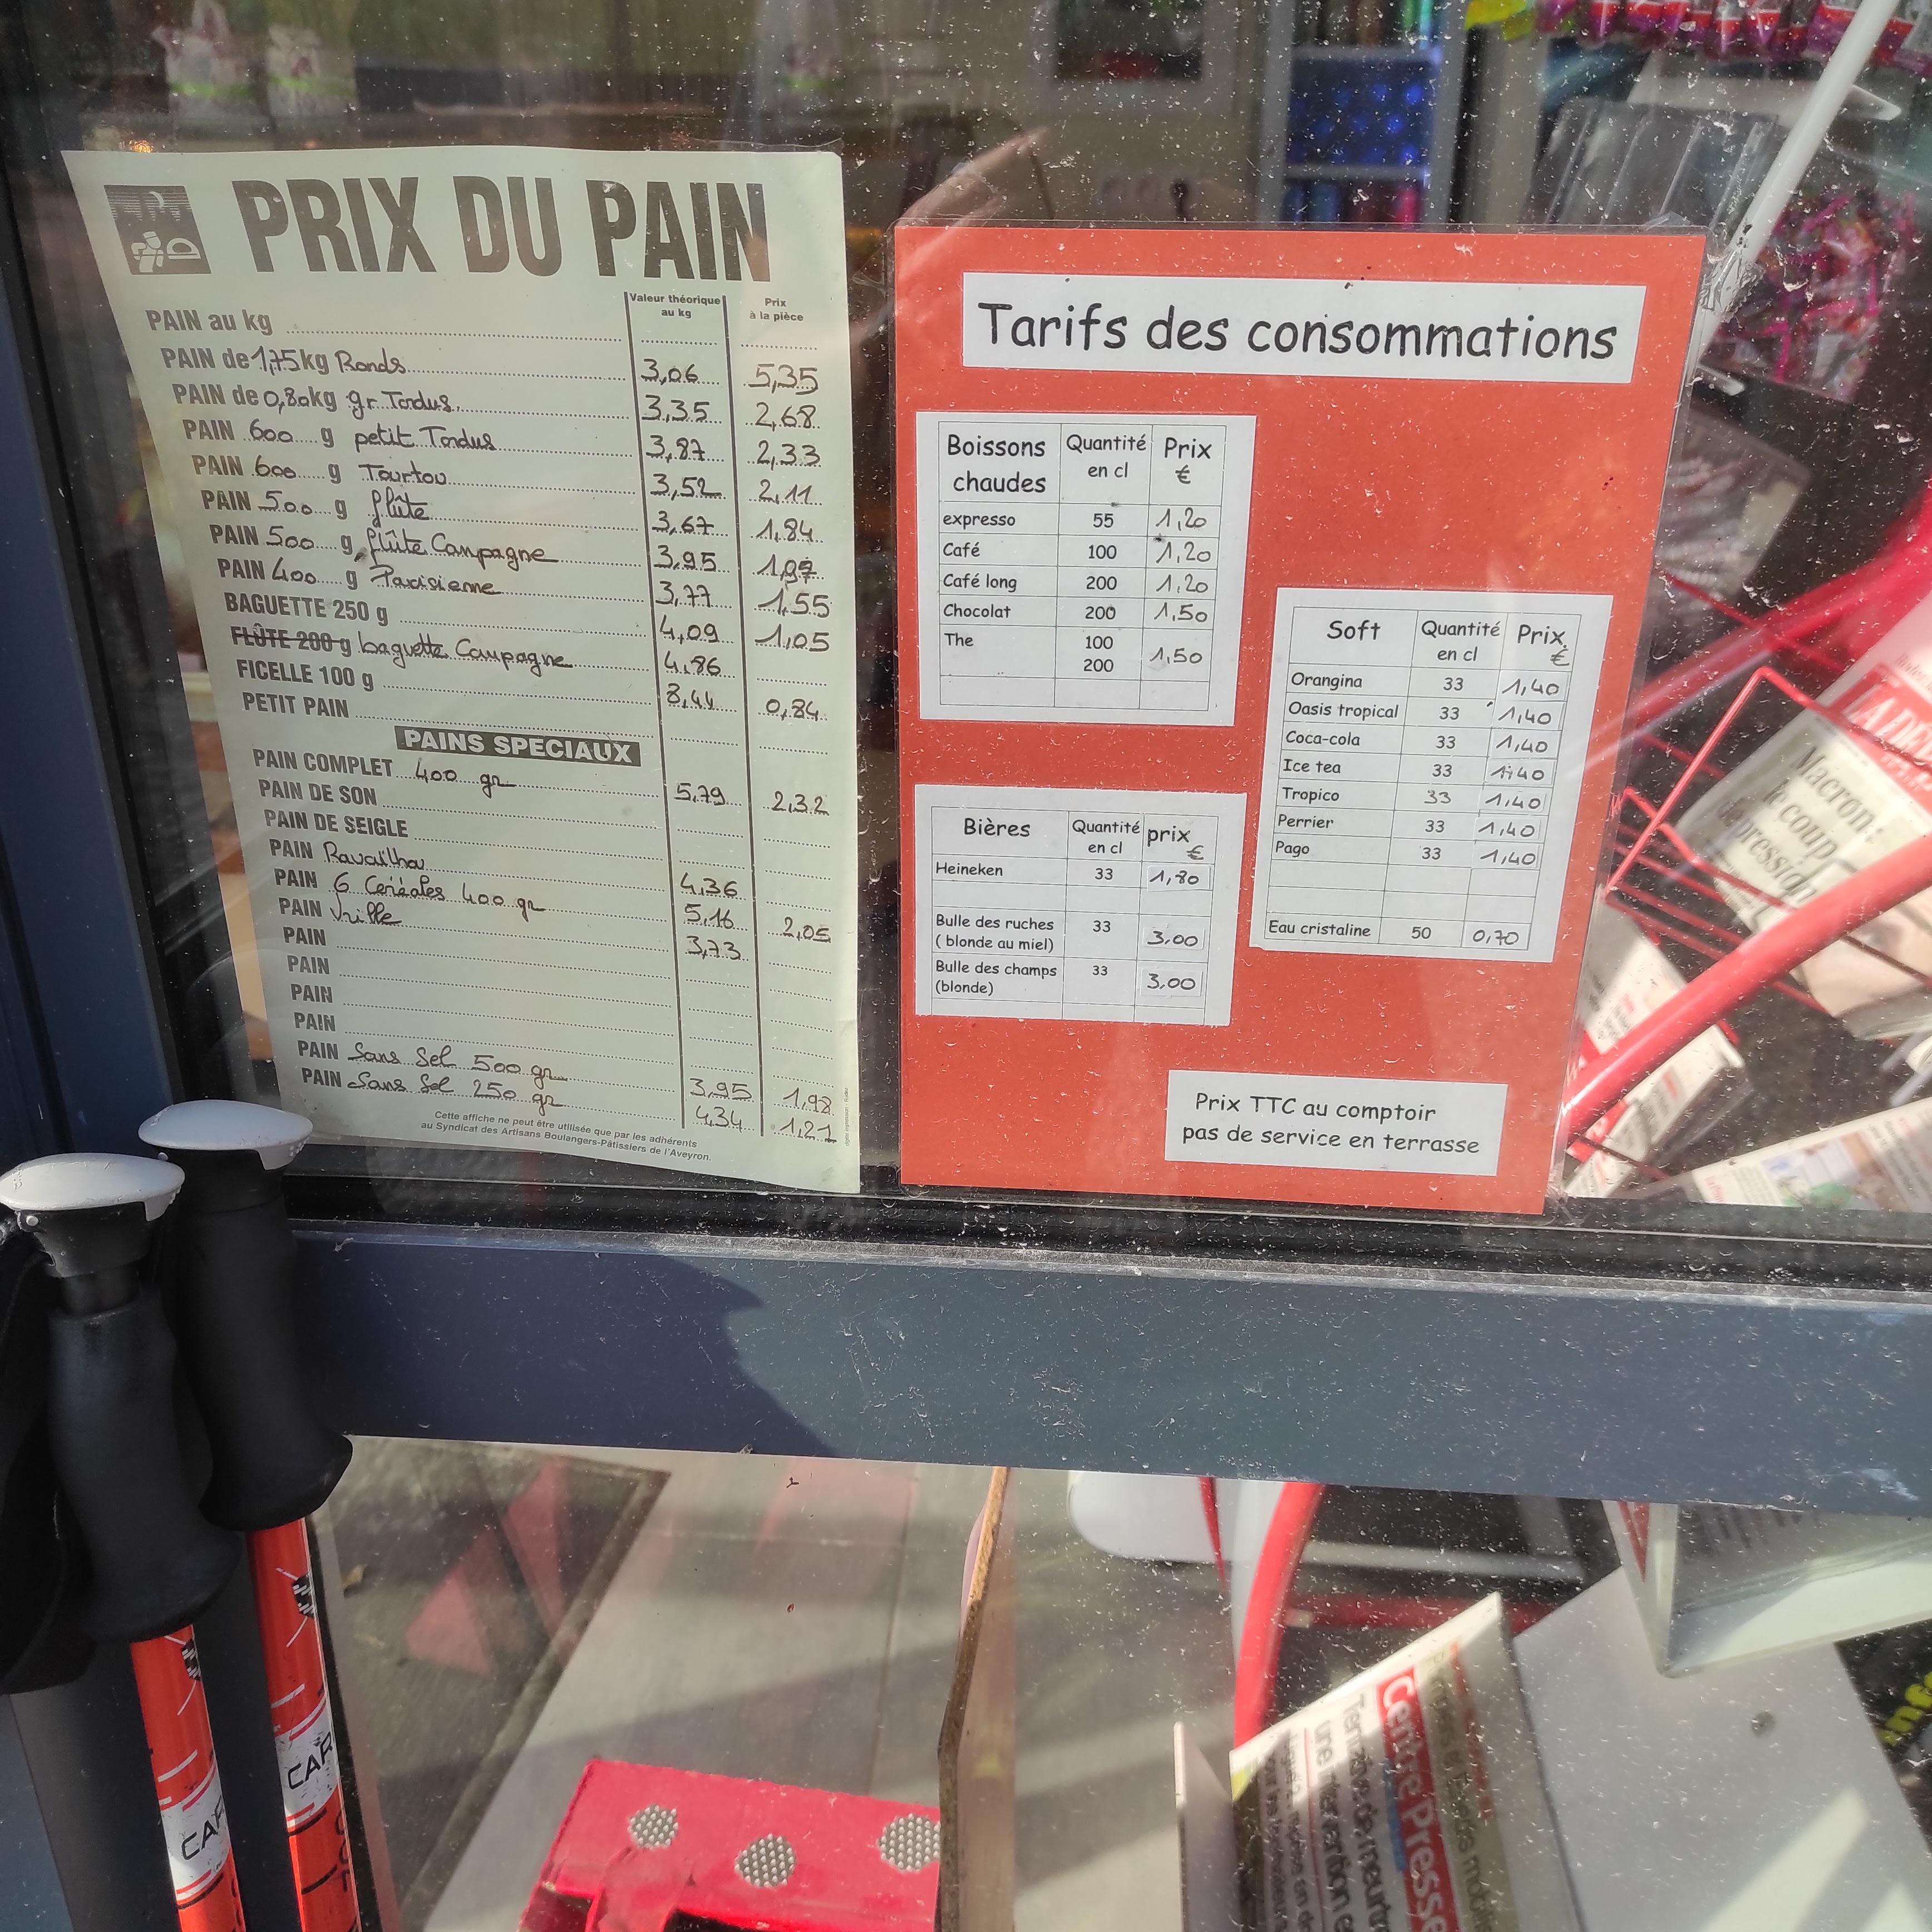 PRIX DU PAIN
Valeur théorique au kg
Prix à la pièce
PAIN au kg
PAIN de 1,75 kg Ronds 3,06 5,35
PAIN de 0,80 kg gr Tordus 3,35 2,68
PAIN 600 g petit Tordus 3,87 2,33
PAIN 600 g Tourtou 3,52 2,11
PAIN 500 g flûte 3,67 1,84
PAIN 500 g flûte Campagne 3,95 1,97
PAIN 400 g Parisienne 3,77 1,55
BAGUETTE 250 g 4,09 1,05
FLÛTE 200 g baguette Campagne 4,86
FICELLE 100 g 8,44 0,84
PETIT PAIN
PAINS SPECIAUX
PAIN COMPLET 400 gr 5,79 2,32
PAIN DE SON
PAIN DE SEIGLE
PAIN Ravaïlhou 4,36
PAIN 6 Céréales 400 gr 5,16 2,05
PAIN Vrille 3,73
PAIN
PAIN
PAIN
PAIN
PAIN Sans Sel 500 gr 3,95 1,98
PAIN Sans Sel 250 gr 4,34 1,21
Cette affiche ne peut être utilisée que par les adhérents
au Syndicat des Artisans Boulangers-Pâtissiers de l'Aveyron.
Tarifs des consommations
Boissons chaudes Quantité en cl Prix €
expresso 55 1,20
Café 100 1,20
Café long 200 1,20
Chocolat 200 1,50
The 100 200 1,50
Soft Quantité en cl Prix €
Orangina 33 1,40
Oasis tropical 33 1,40
Coca-cola 33 1,40
Ice tea 33 1,40
Tropico 33 1,40
Perrier 33 1,40
Pago 33 1,40
Eau cristaline 50 0,70
Bières Quantité en cl prix €
Heineken 33 1,80
Bulle des ruches ( blonde au miel) 33 3,00
Bulle des champs (blonde) 33 3,00
Prix TTC au comptoir
pas de service en terrasse
Macron :
le coup
Centre Presse